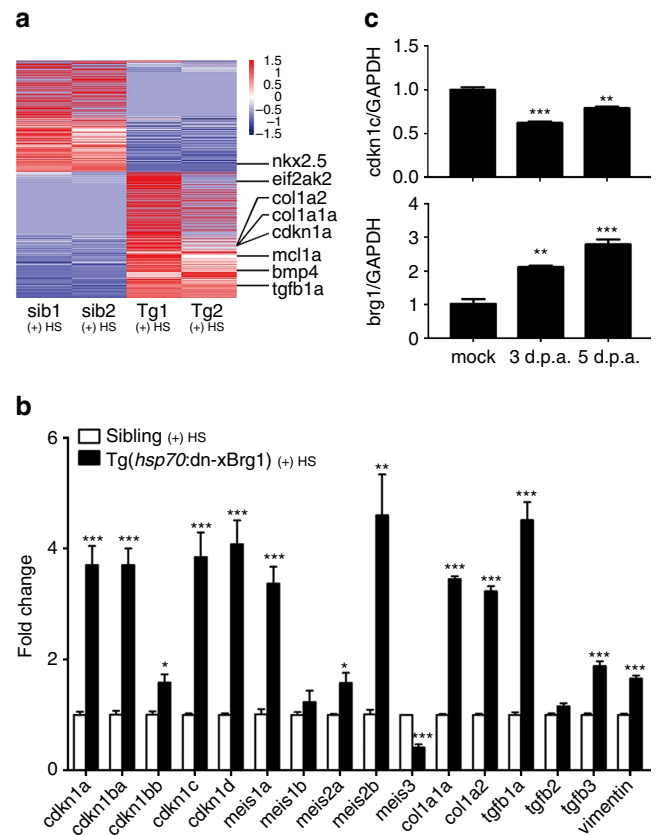 a
1.5
1
0.5
0
−0.5
−1
−1.5
nkx2.5
eif2ak2
col1a2
col1a1a
cdkn1a
mcl1a
bmp4
tgfb1a
sib1 sib2 Tg1 Tg2
(+) HS (+) HS (+) HS (+) HS
c
cdkn1c/GAPDH
1.5
1.0
0.5
0.0
*** **
brg1/GAPDH
4
3
2
1
0
** ***
mock 3 d.p.a. 5 d.p.a.
b
Sibling (+) HS
Tg(hsp70:dn-xBrg1) (+) HS
Fold change
6
4
2
0
*** *** * *** *** *** * ** *** *** *** *** *** ***
cdkn1a cdkn1ba cdkn1bb cdkn1c cdkn1d meis1a meis1b meis2a meis2b meis3 col1a1a col1a2 tgfb1a tgfb2 tgfb3 vimentin